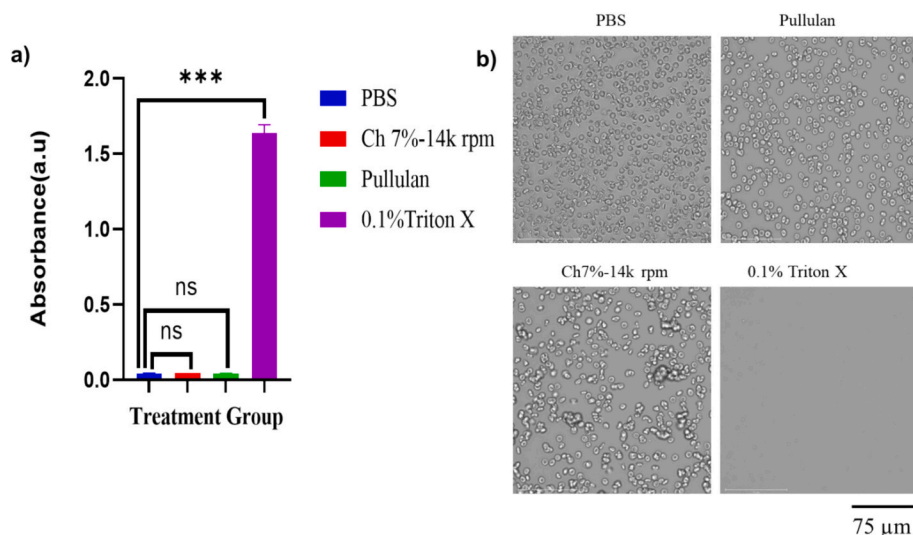 a)
2.0
1.5
1.0
0.5
0.0
Absorbance(a.u)
***
ns
ns
Treatment Group
PBS
Ch 7%-14k rpm
Pullulan
0.1%Triton X
b)
PBS
Pullulan
Ch7%-14k rpm
0.1% Triton X
75 µm